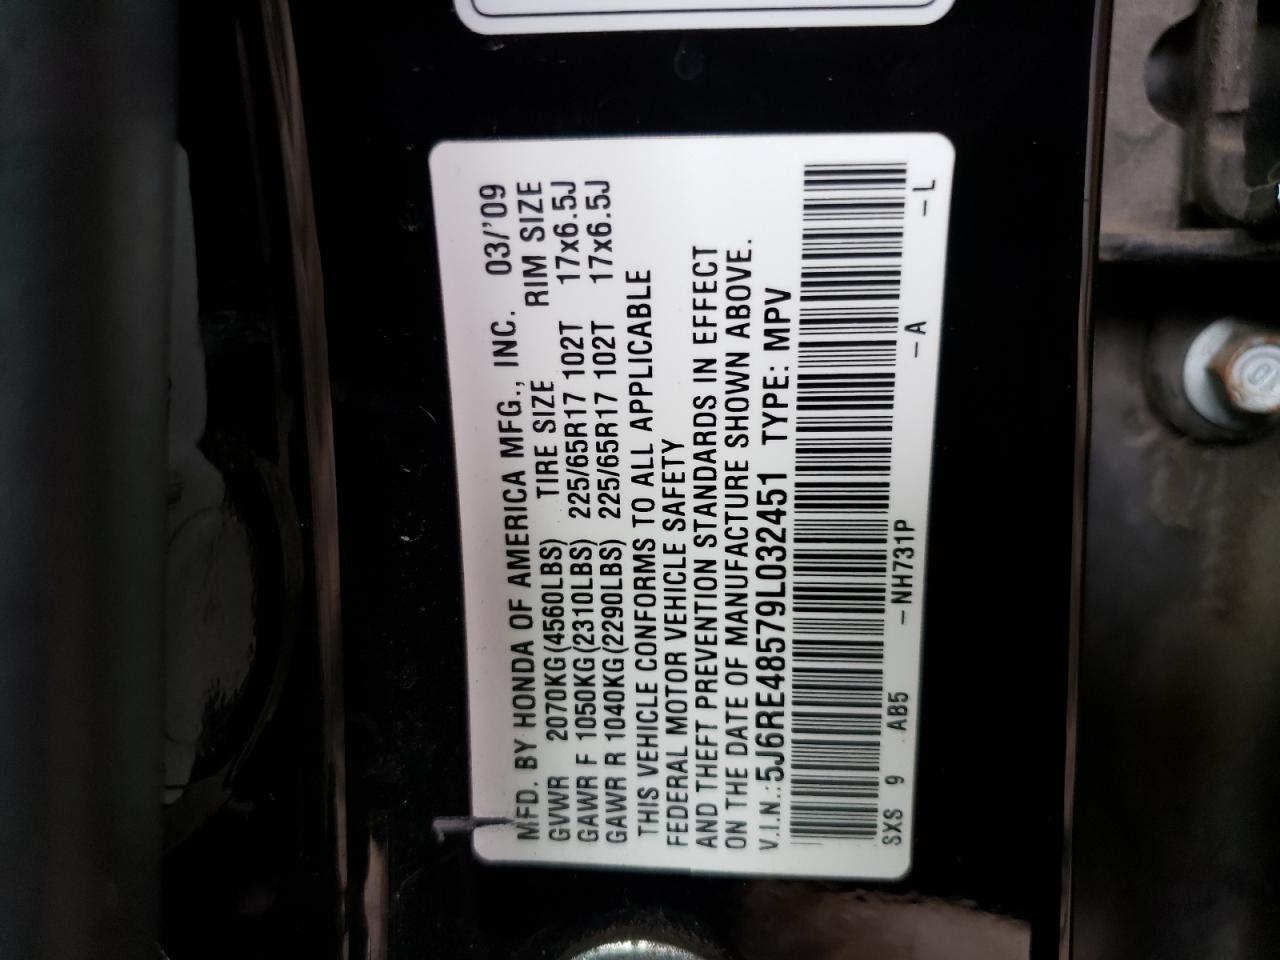 MFD. BY HONDA OF AMERICA MFG., INC. 03/'09
GVWR 2070KG(4560LBS) TIRE SIZE RIM SIZE
GAWR F 1050KG(2310LBS) 225/65R17 102T 17x6.5J
GAWR R 1040KG(2290LBS) 225/65R17 102T 17x6.5J
THIS VEHICLE CONFORMS TO ALL APPLICABLE
FEDERAL MOTOR VEHICLE SAFETY
AND THEFT PREVENTION STANDARDS IN EFFECT
ON THE DATE OF MANUFACTURE SHOWN ABOVE.
V.I.N.:5J6RE48579L032451 TYPE: MPV
SXS 9 AB5 -NH731P -A -L